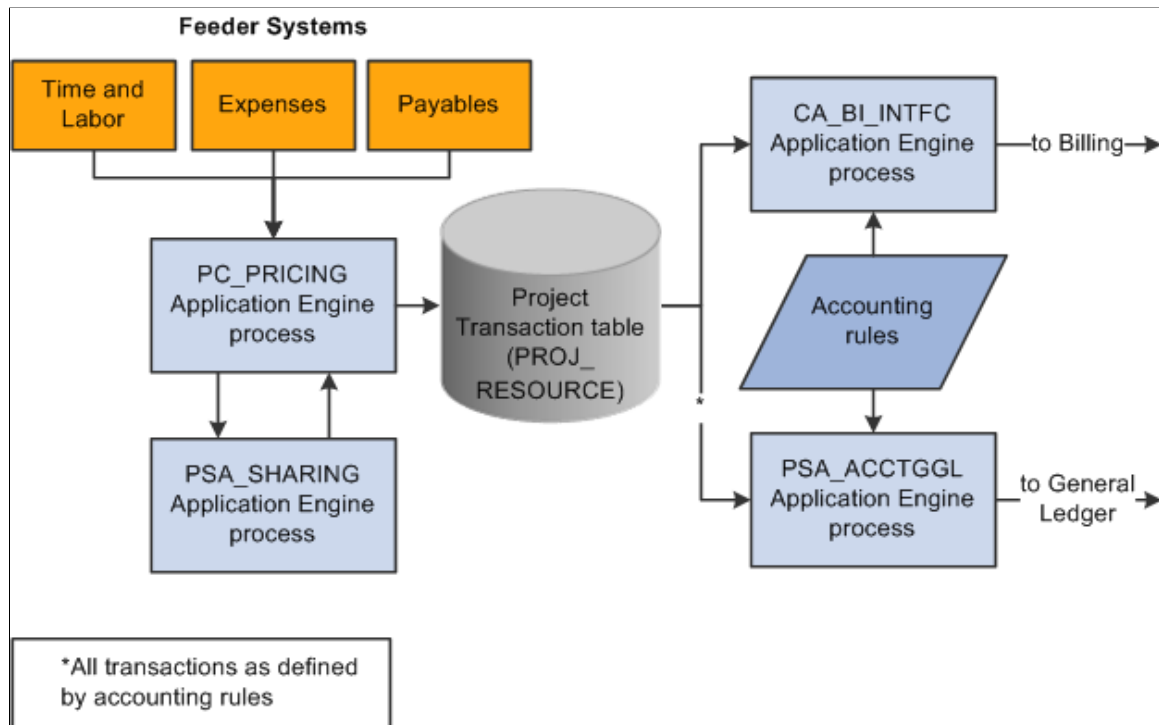 Feeder Systems
Time and
Labor
Expenses
Payables
PC_PRICING
Application Engine
process
PSA_SHARING
Application Engine
process
Project
Transaction table
(PROJ_
RESOURCE)
*
CA_BI_INTFC
Application Engine
process
to Billing
Accounting
rules
PSA_ACCTGGL
Application Engine
process
to General
Ledger
*All transactions as defined
by accounting rules